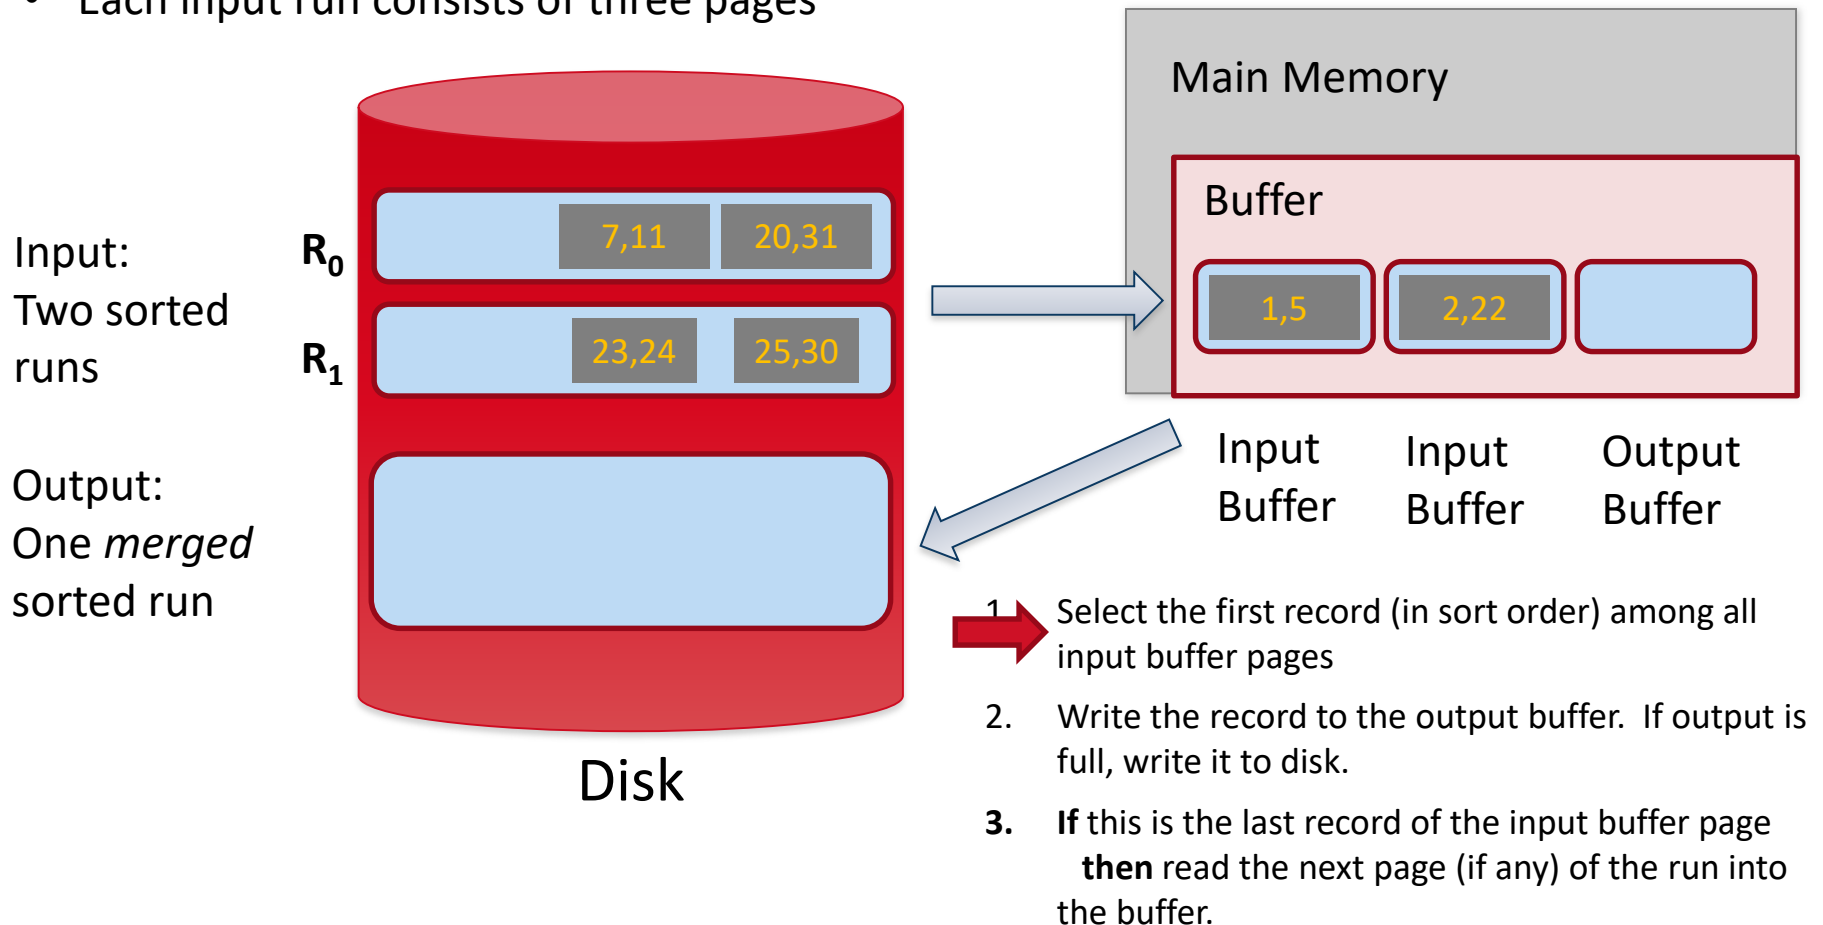 • Each input run consists of three pages
Main Memory
Buffer
Input:
Two sorted
runs
R0
7,11 20,31
R1
23,24 25,30
1,5 2,22
Input
Buffer
Input
Buffer
Output
Buffer
Output:
One merged
sorted run
Disk
1. Select the first record (in sort order) among all
input buffer pages
2. Write the record to the output buffer. If output is
full, write it to disk.
3. If this is the last record of the input buffer page
then read the next page (if any) of the run into
the buffer.